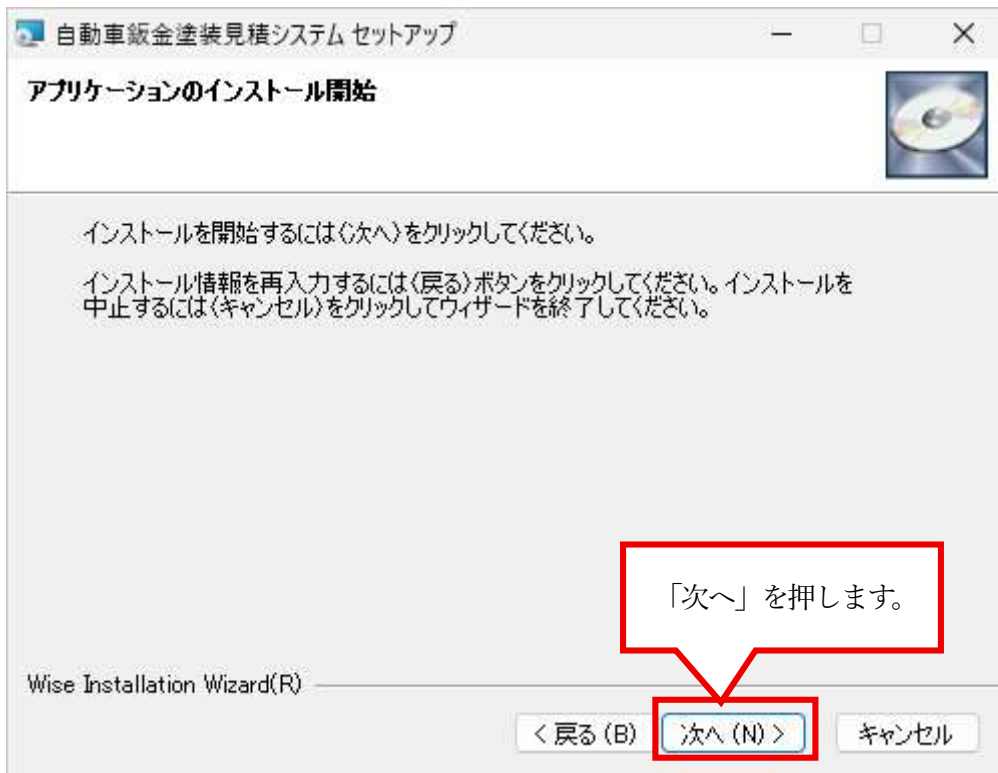 自動車鈑金塗装見積システム セットアップ
アプリケーションのインストール開始
インストールを開始するには〈次へ〉をクリックしてください。
インストール情報を再入力するには〈戻る〉ボタンをクリックしてください。インストールを
中止するには〈キャンセル〉をクリックしてウィザードを終了してください。
「次へ」を押します。
Wise Installation Wizard(R)
< 戻る (B)
次へ (N) >
キャンセル